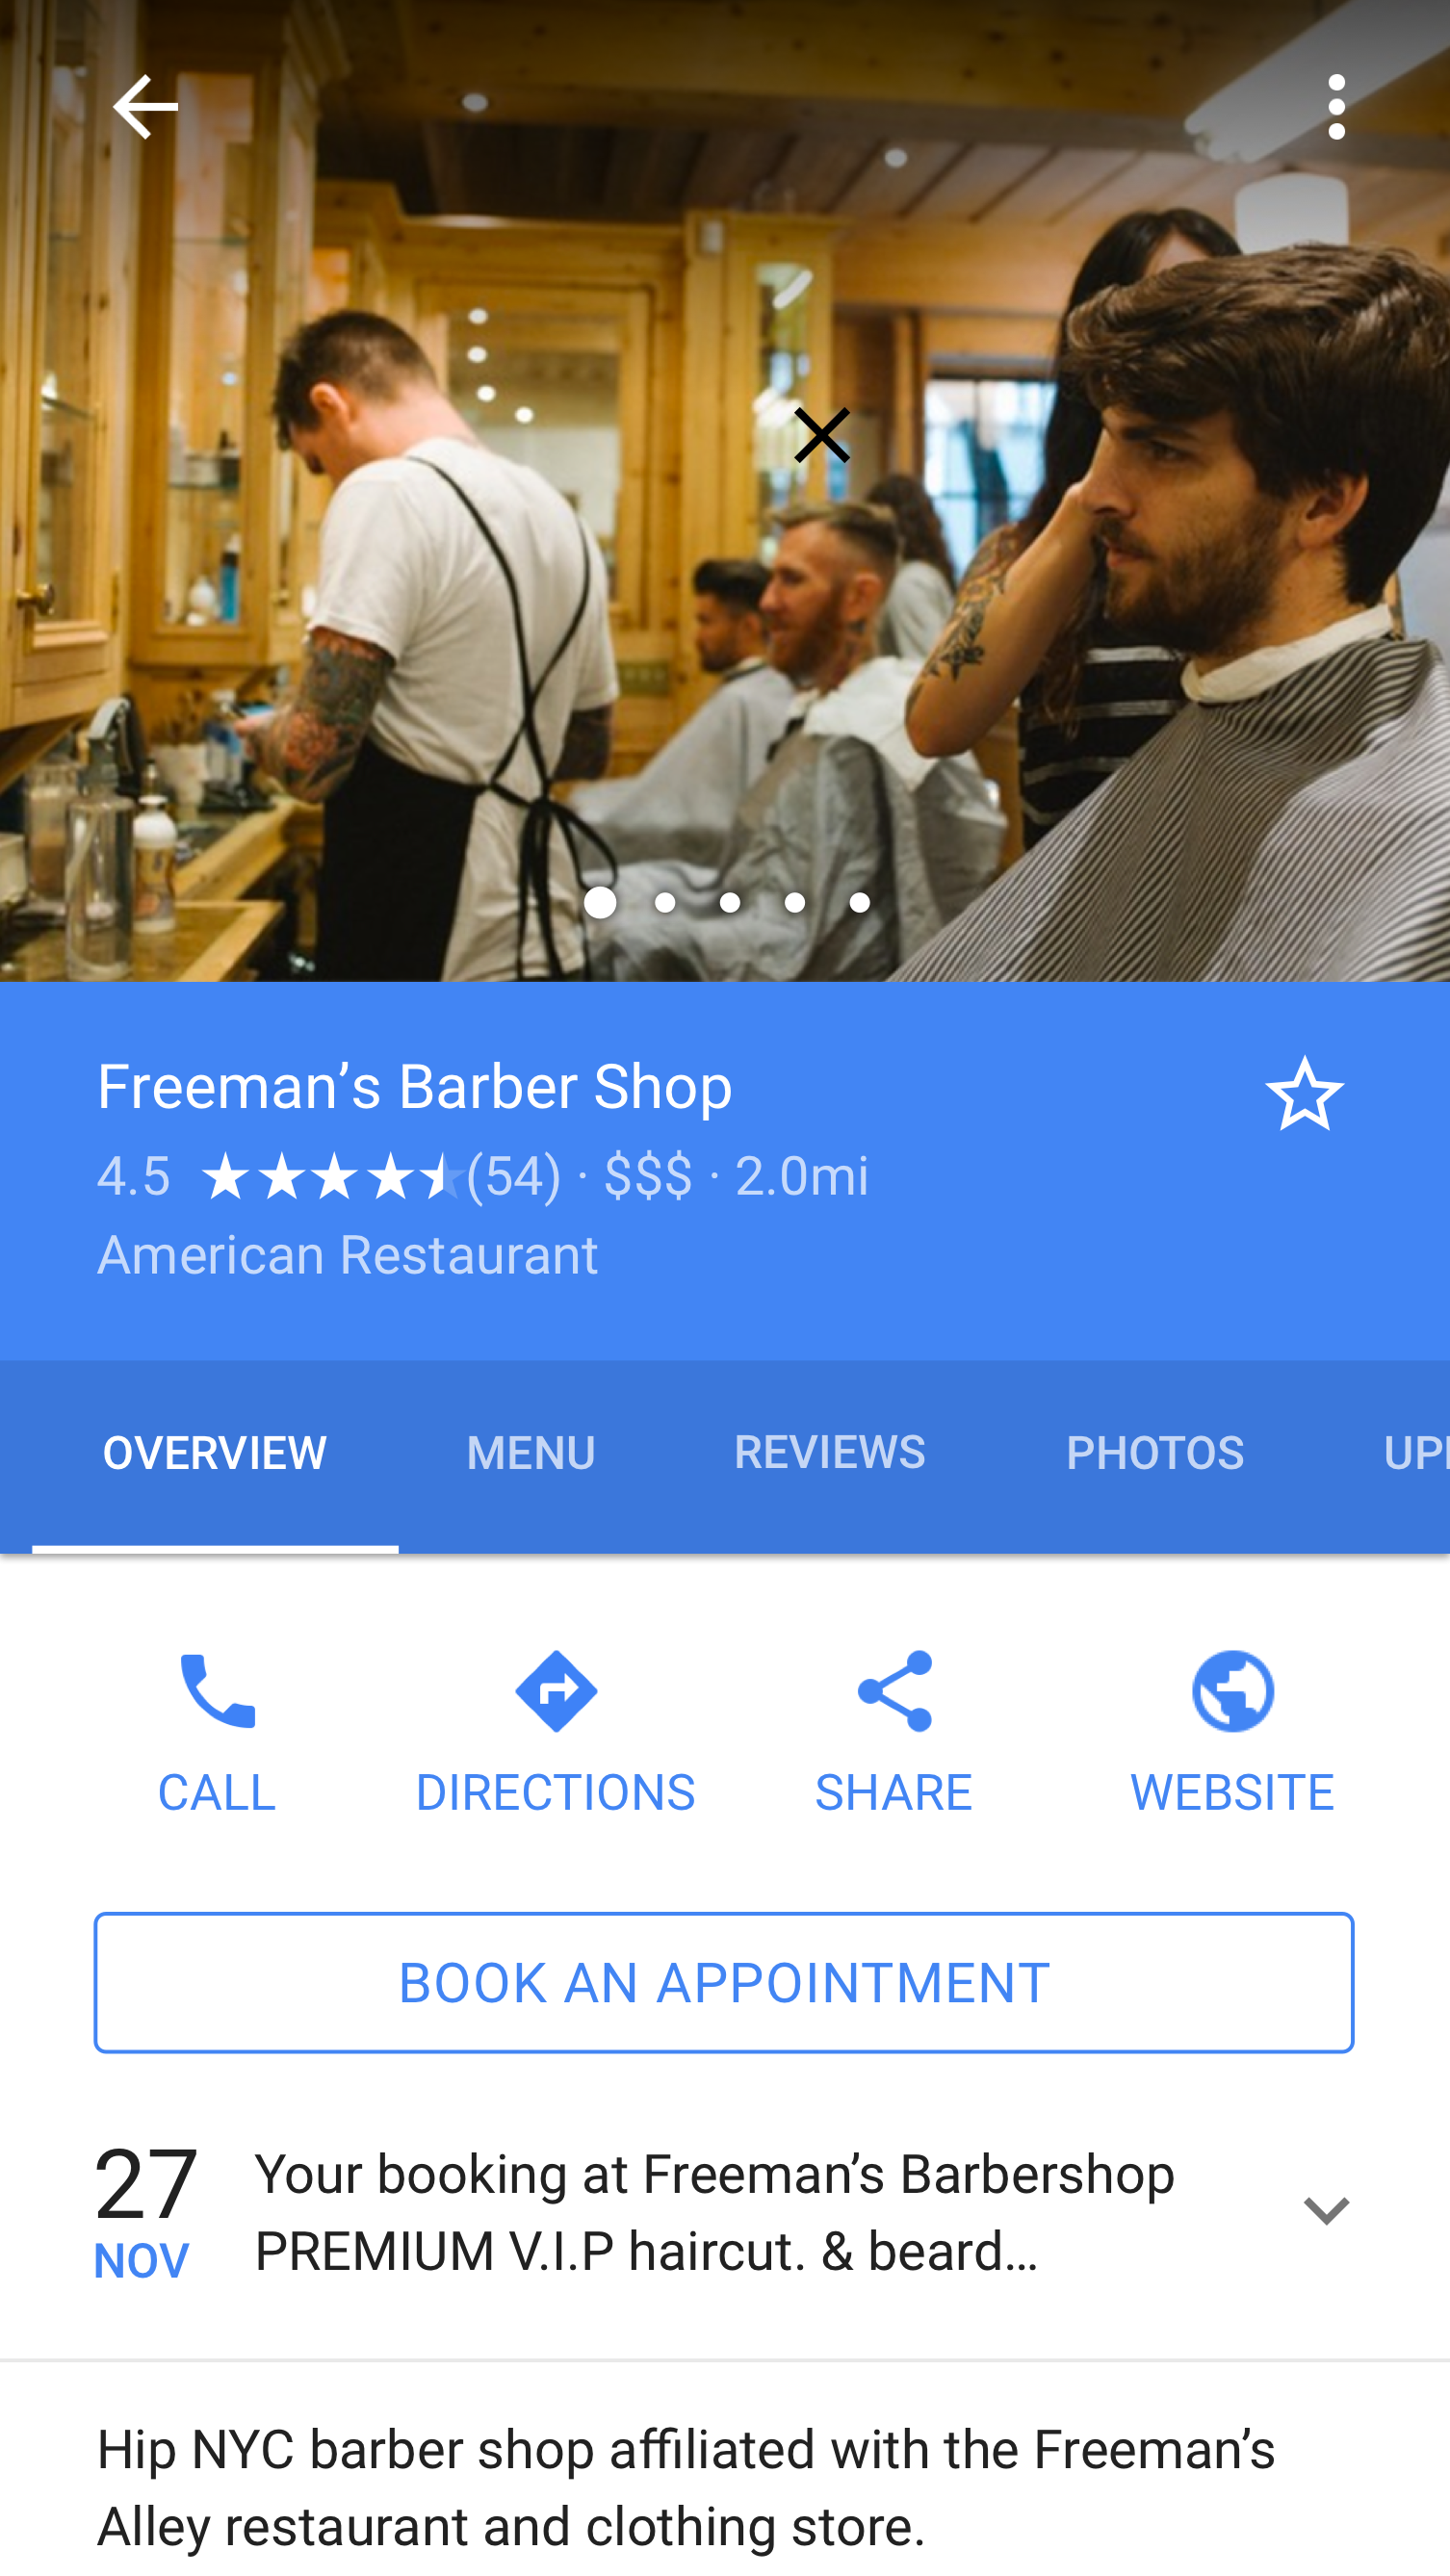 Freeman’s Barber Shop
4.5 (54) · $$$ · 2.0mi
American Restaurant
OVERVIEW MENU REVIEWS PHOTOS
CALL DIRECTIONS SHARE WEBSITE
BOOK AN APPOINTMENT
27 Your booking at Freeman’s Barbershop
NOV PREMIUM V.I.P haircut. & beard...
Hip NYC barber shop affiliated with the Freeman’s
Alley restaurant and clothing store.